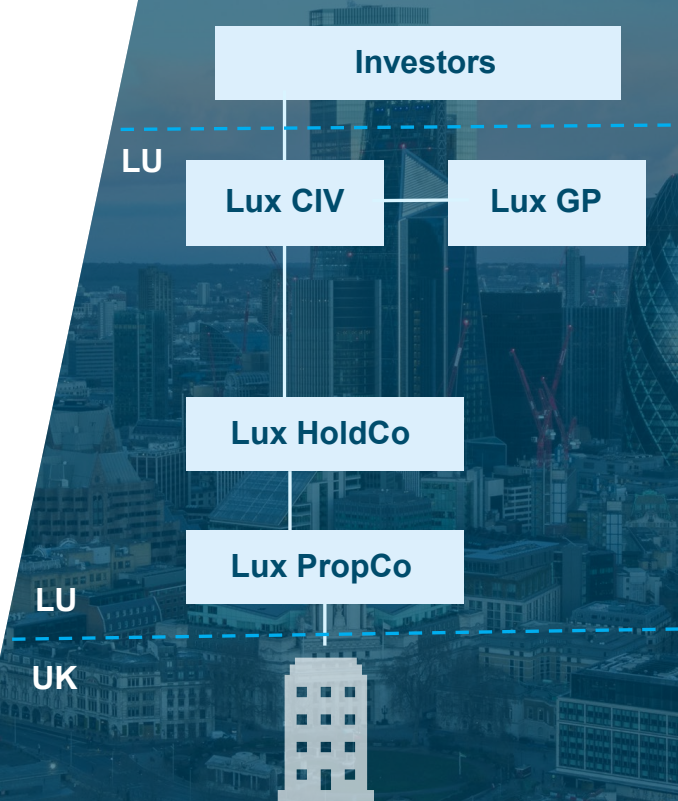 Investors
LU
Lux CIV
Lux GP
Lux HoldCo
Lux PropCo
LU
UK